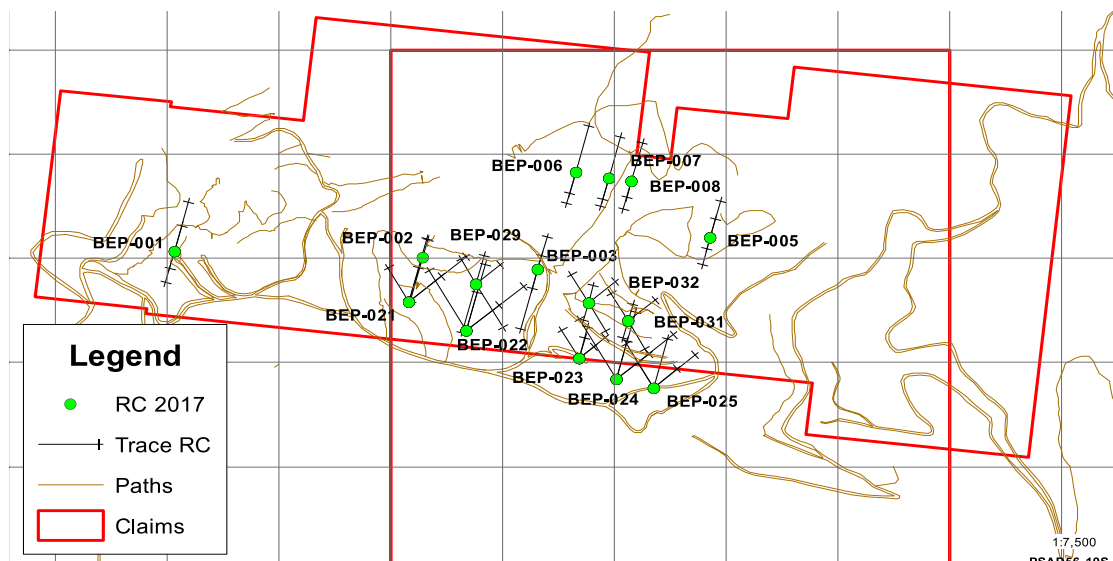 BEP-006
BEP-007
BEP-008
BEP-001
BEP-002
BEP-029
BEP-003
BEP-005
BEP-032
BEP-021
BEP-031
BEP-022
BEP-023
BEP-024
BEP-025
Legend
RC 2017
Trace RC
Paths
Claims
1:7,500